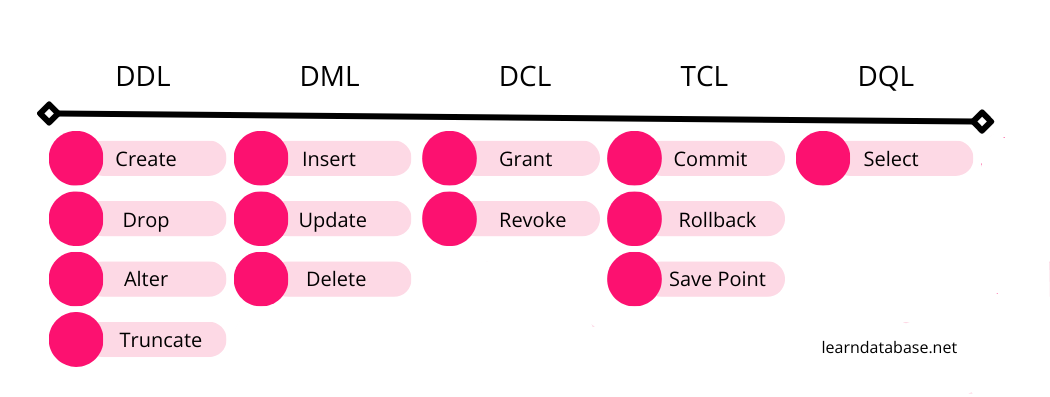 DDL DML DCL TCL DQL
Create Insert Grant Commit Select
Drop Update Revoke Rollback
Alter Delete Save Point
Truncate
learndatabase.net